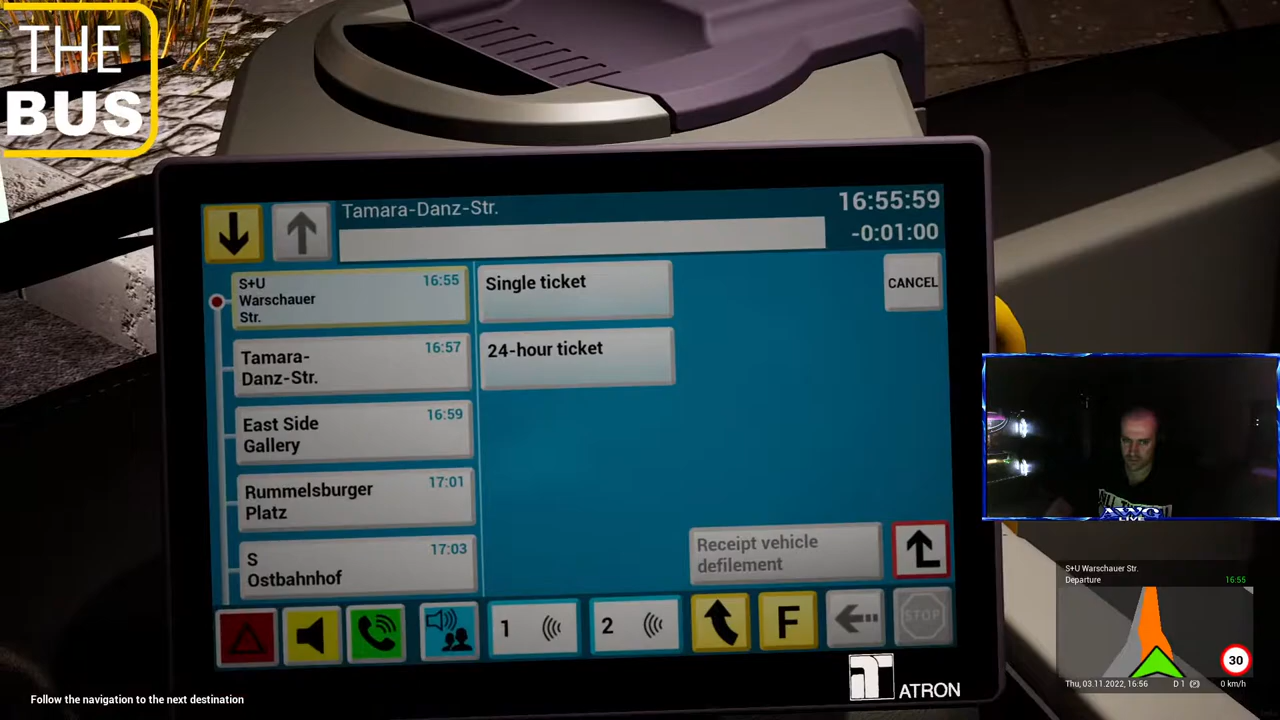 THE
BUS
Tamara-Danz-Str.
16:55:59
-0:01:00
S+U
Warschauer
Str.
16:55
Single ticket
CANCEL
Tamara-
Danz-Str.
16:57
24-hour ticket
East Side
Gallery
16:59
Rummelsburger
Platz
17:01
S
Ostbahnhof
17:03
Receipt vehicle
defilement
1
2
F
STOP
ATRON
LIVE
S+U Warschauer Str.
Departure
16:55
30
Thu, 03.11.2022, 16:56
D 1 (P)
0 km/h
Follow the navigation to the next destination